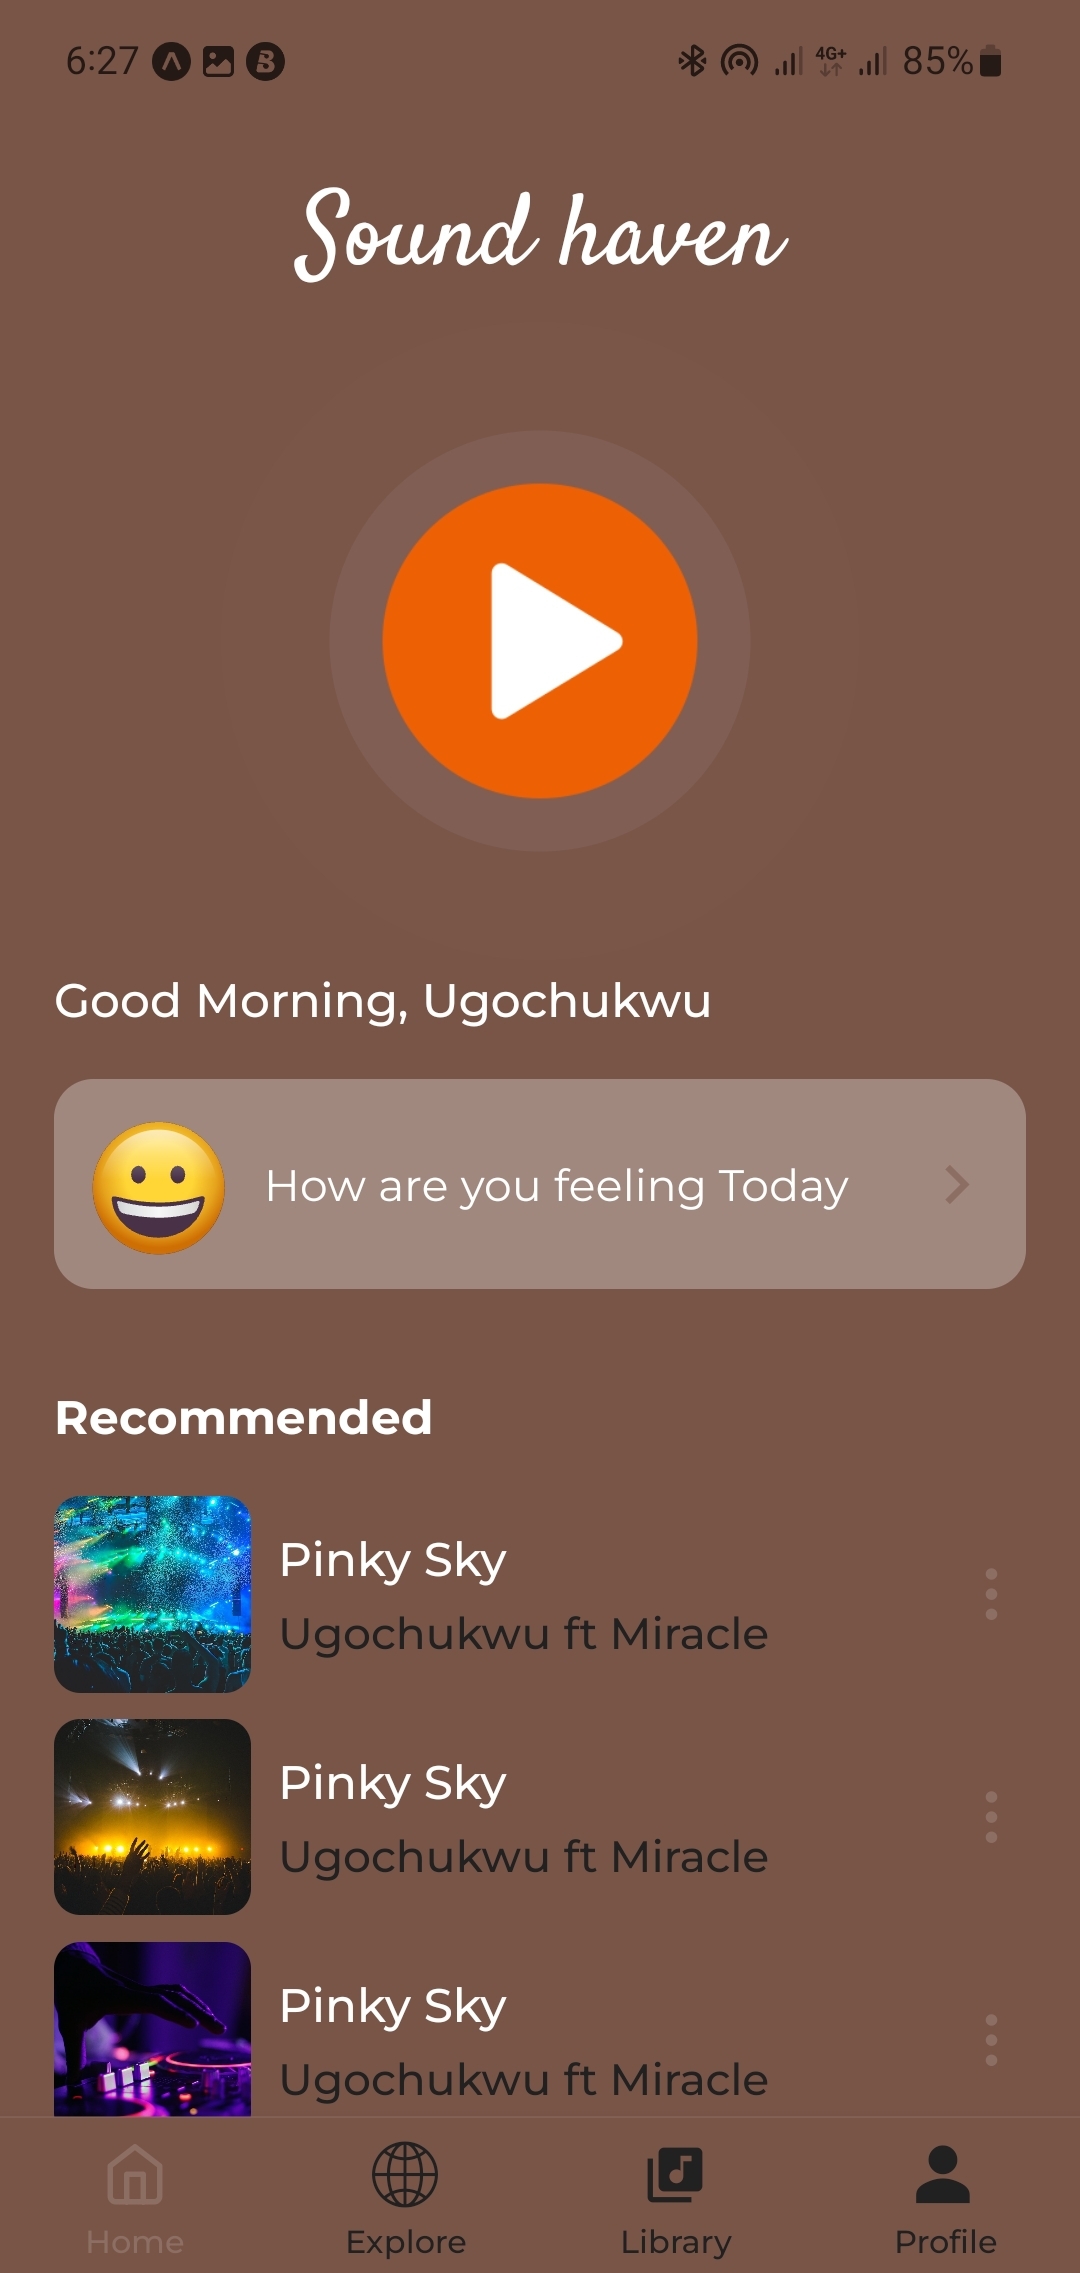 6:27
4G+
85%
Sound haven
Good Morning, Ugochukwu
How are you feeling Today
Recommended
Pinky Sky
Ugochukwu ft Miracle
Pinky Sky
Ugochukwu ft Miracle
Pinky Sky
Ugochukwu ft Miracle
Home
Explore
Library
Profile